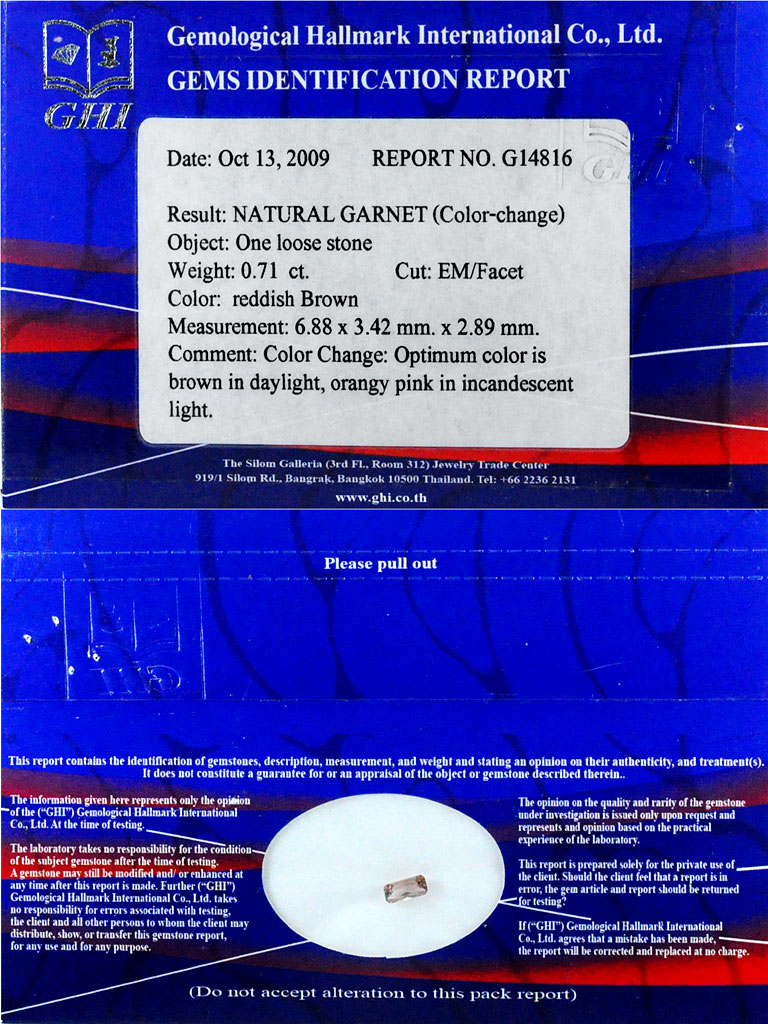 Gemological Hallmark International Co., Ltd.
GEMS IDENTIFICATION REPORT
GHI
Date: Oct 13, 2009 REPORT NO. G14816
Result: NATURAL GARNET (Color-change)
Object: One loose stone
Weight: 0.71 ct. Cut: EM/Facet
Color: reddish Brown
Measurement: 6.88 x 3.42 mm. x 2.89 mm.
Comment: Color Change: Optimum color is
brown in daylight, orangy pink in incandescent
light.
The Silom Galleria (3rd Fl., Room 312) Jewelry Trade Center
919/1 Silom Rd., Bangrak, Bangkok 10500 Thailand. Tel: +66 2236 2131
www.ghi.co.th
Please pull out
This report contains the identification of gemstones, description, measurement, and weight and stating an opinion on their authenticity, and treatment(s).
It does not constitute a guarantee for or an appraisal of the object or gemstone described therein..
The information given here represents only the opinion
of the ("GHI") Gemological Hallmark International
Co., Ltd. At the time of testing.
The laboratory takes no responsibility for the condition
of the subject gemstone after the time of testing.
A gemstone may still be modified and/ or enhanced at
any time after this report is made. Further ("GHI")
Gemological Hallmark International Co., Ltd. takes
no responsibility for errors associated with testing,
the client and all other persons to whom the client may
distribute, show, or transfer this gemstone report,
for any use and for any purpose.
The opinion on the quality and rarity of the gemstone
under investigation is issued only upon request and
represents and opinion based on the practical
experience of the laboratory.
This report is prepared solely for the private use of
the client. Should the client feel that a report is in
error, the gem article and report should be returned
for testing?
If ("GHI") Gemological Hallmark International
Co., Ltd. agrees that a mistake has been made,
the report will be corrected and replaced at no charge.
(Do not accept alteration to this pack report)